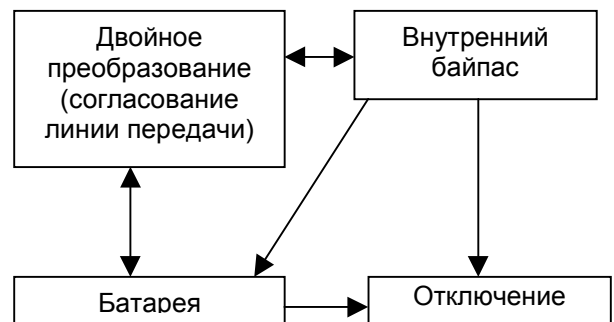 Двойное
преобразование
(согласование
линии передачи)
Внутренний
байпас
Батарея
Отключение